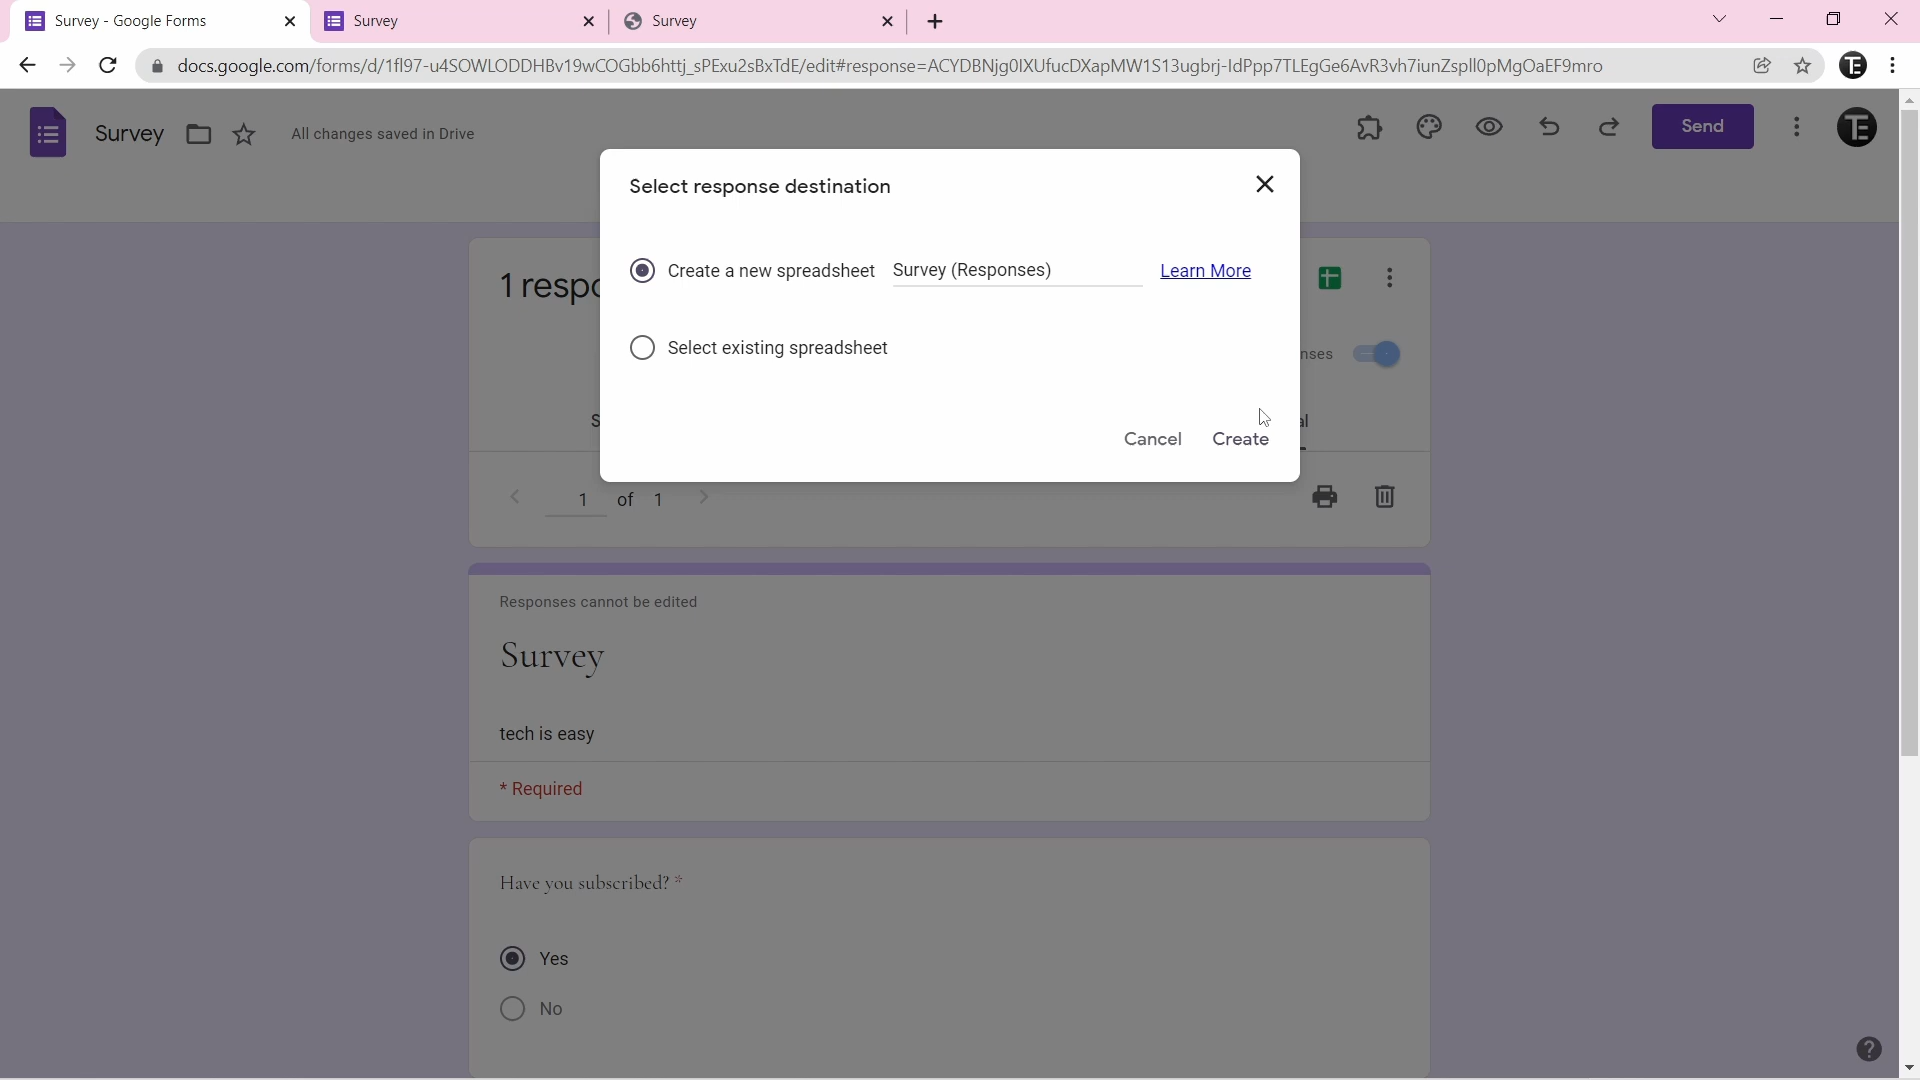 Survey - Google Forms
Survey
Survey
docs.google.com/forms/d/1fl97-u4SOWLODDHBv19wCOGbb6httj_sPExu2sBxTdE/edit#response=ACYDBNjg0IXUfucDXapMW1S13ugbrj-IdPpp7TLEgGe6AvR3vh7iunZspll0pMgOaEF9mro
Survey
All changes saved in Drive
Send
Select response destination
Create a new spreadsheet Survey (Responses) Learn More
1 respo
Select existing spreadsheet
nses
S
al
Cancel Create
1 of 1
Responses cannot be edited
Survey
tech is easy
* Required
Have you subscribed? *
Yes
No